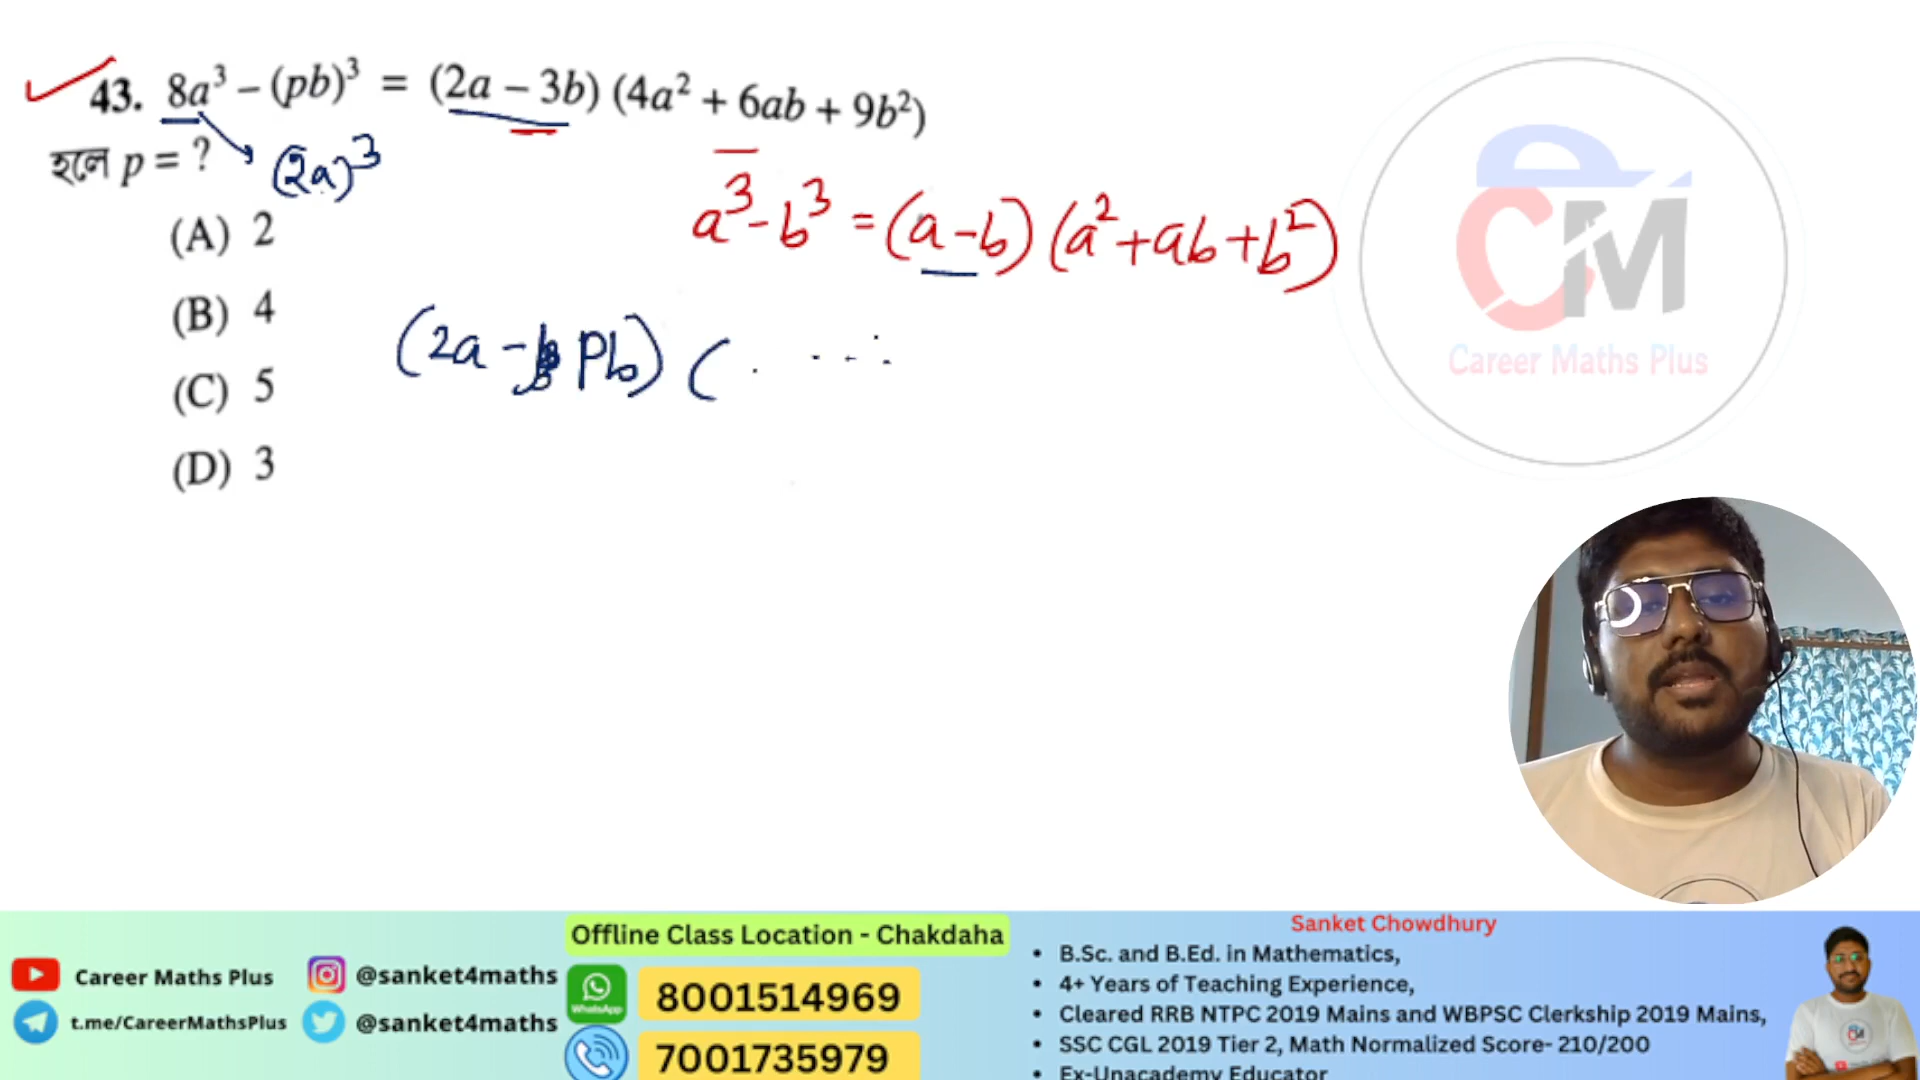 43. 8a³ – (pb)³ = (2a – 3b) (4a² + 6ab + 9b²)
হলে p = ?
(2a)³
a³-b³ = (a-b) (a²+ab+b²)
(A) 2
(B) 4
(2a - Pb) ( . . - . .
(C) 5
(D) 3
CM
Career Maths Plus
Offline Class Location - Chakdaha
Career Maths Plus
@sanket4maths
WhatsApp
8001514969
t.me/CareerMathsPlus
@sanket4maths
7001735979
Sanket Chowdhury
• B.Sc. and B.Ed. in Mathematics,
• 4+ Years of Teaching Experience,
• Cleared RRB NTPC 2019 Mains and WBPSC Clerkship 2019 Mains,
• SSC CGL 2019 Tier 2, Math Normalized Score- 210/200
• Ex-Unacademy Educator